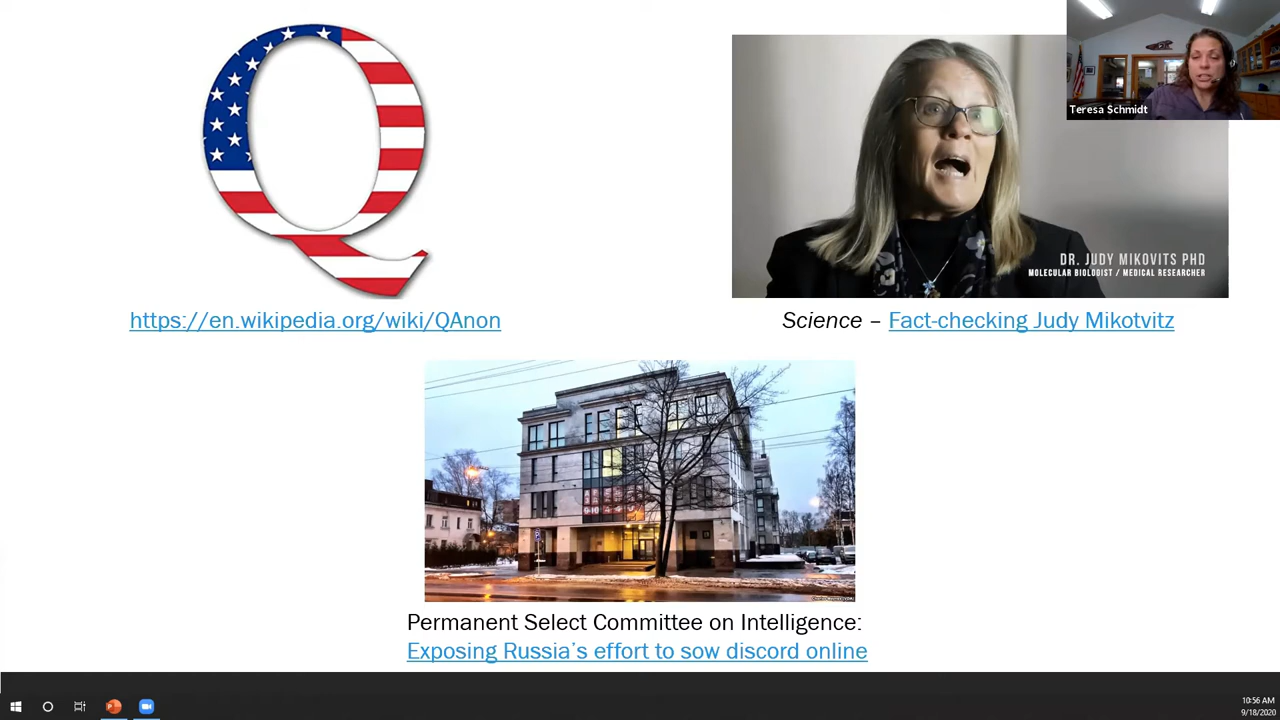 Q
Teresa Schmidt
DR. JUDY MIKOVITS PHD
MOLECULAR BIOLOGIST / MEDICAL RESEARCHER
https://en.wikipedia.org/wiki/QAnon
Science – Fact-checking Judy Mikotvitz
Permanent Select Committee on Intelligence:
Exposing Russia's effort to sow discord online
10:56 AM
9/18/2020